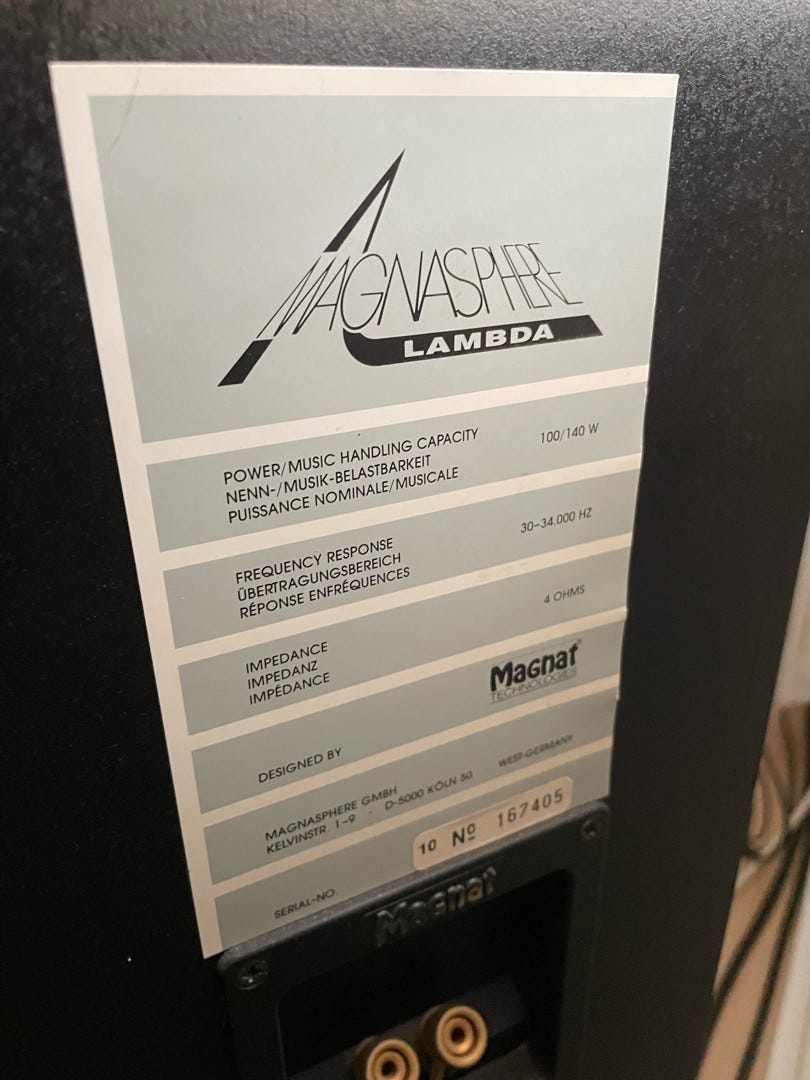 MAGNASPHERE
LAMBDA
POWER/MUSIC HANDLING CAPACITY 100/140 W
NENN-/MUSIK-BELASTBARKEIT
PUISSANCE NOMINALE/MUSICALE
FREQUENCY RESPONSE 30–34.000 HZ
ÜBERTRAGUNGSBEREICH
RÉPONSE ENFRÉQUENCES
IMPEDANCE 4 OHMS
IMPEDANZ
IMPÉDANCE
DESIGNED BY Magnat
TECHNOLOGIES
MAGNASPHERE GMBH
KELVINSTR. 1–9 · D-5000 KÖLN 50 WEST-GERMANY
SERIAL-NO. 10 Nº 167405
Magnat